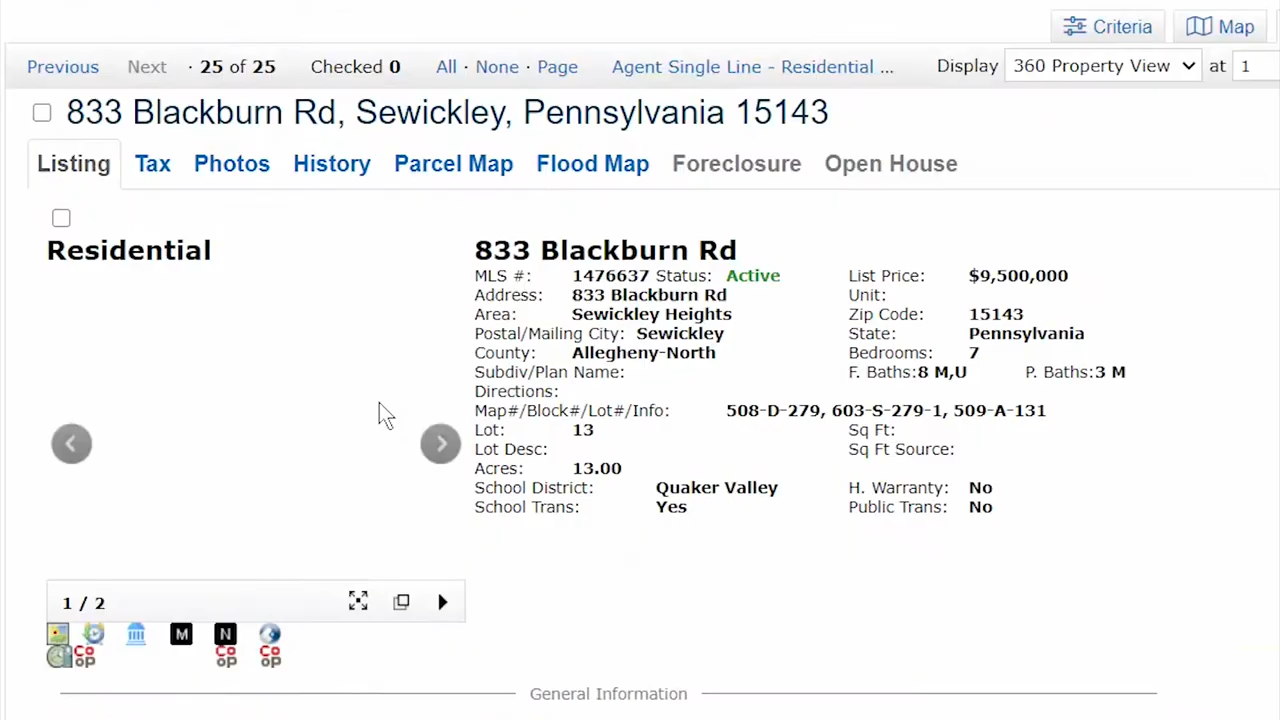 Criteria Map
Previous Next · 25 of 25 Checked 0 All · None · Page Agent Single Line - Residential ... Display 360 Property View at 1
833 Blackburn Rd, Sewickley, Pennsylvania 15143
Listing Tax Photos History Parcel Map Flood Map Foreclosure Open House
Residential 833 Blackburn Rd
MLS #: 1476637 Status: Active List Price: $9,500,000
Address: 833 Blackburn Rd Unit:
Area: Sewickley Heights Zip Code: 15143
Postal/Mailing City: Sewickley State: Pennsylvania
County: Allegheny-North Bedrooms: 7
Subdiv/Plan Name: F. Baths:8 M,U P. Baths:3 M
Directions:
Map#/Block#/Lot#/Info: 508-D-279, 603-S-279-1, 509-A-131
Lot: 13 Sq Ft:
Lot Desc: Sq Ft Source:
Acres: 13.00
School District: Quaker Valley H. Warranty: No
School Trans: Yes Public Trans: No
1 / 2
M N
Co op Co op Co op
General Information